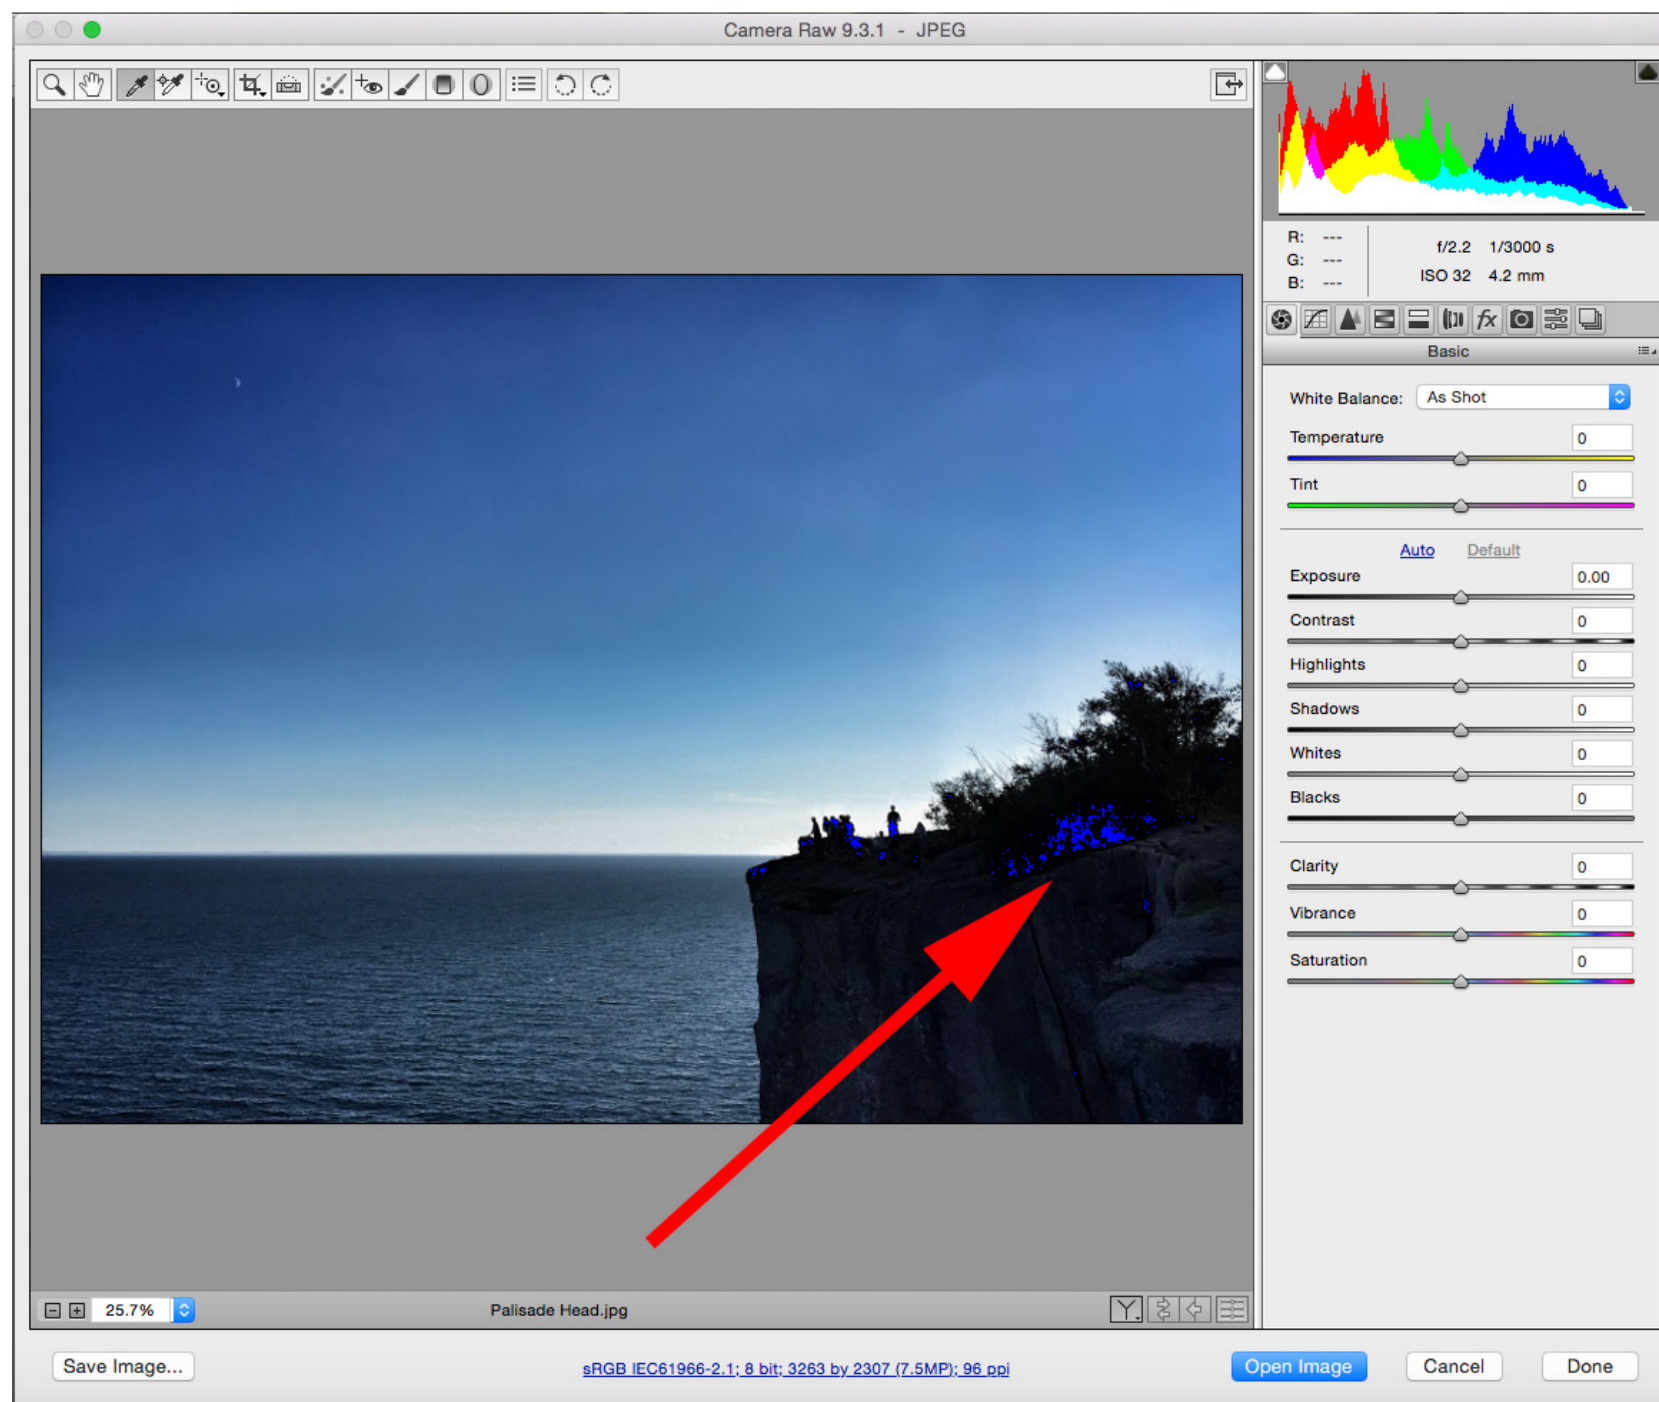 Camera Raw 9.3.1 - JPEG
R: ---
G: ---
B: ---
f/2.2 1/3000 s
ISO 32 4.2 mm
fx
Basic
White Balance: As Shot
Temperature 0
Tint 0
Auto Default
Exposure 0.00
Contrast 0
Highlights 0
Shadows 0
Whites 0
Blacks 0
Clarity 0
Vibrance 0
Saturation 0
25.7%
Palisade Head.jpg
Y
Save Image...
sRGB IEC61966-2.1; 8 bit; 3263 by 2307 (7.5MP); 96 ppi
Open Image
Cancel
Done